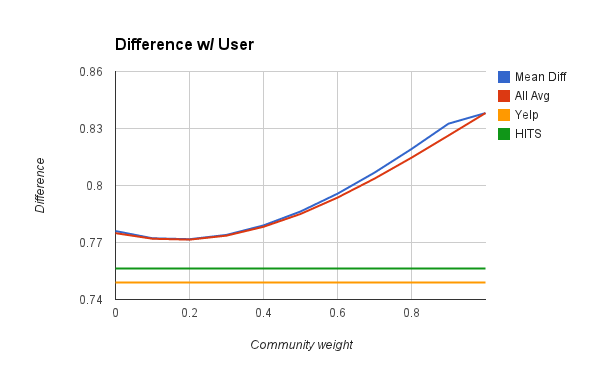 Difference w/ User
0.86
0.83
0.8
0.77
0.74
Difference
0
0.2
0.4
0.6
0.8
Community weight
Mean Diff
All Avg
Yelp
HITS